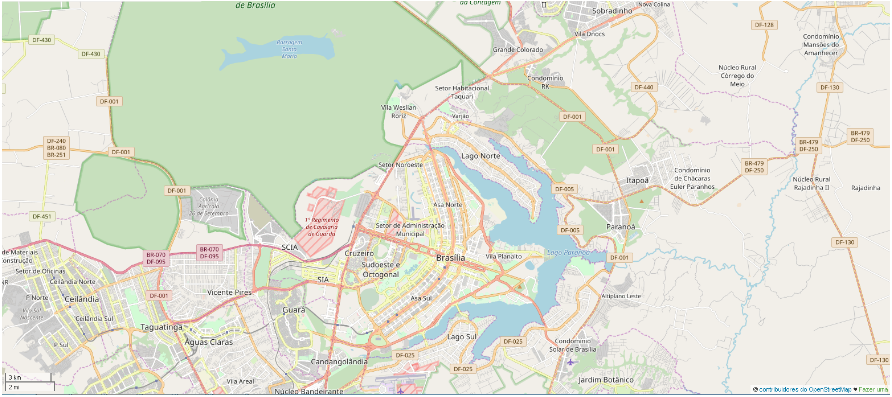 de Brasília
da Contagem
Nova Colina
Sobradinho
DF-128
DF-430
Vila Dnocs
Condomínio
Mansões do
Amanhecer
DF-430
Barragem
Santa
Maria
Grande Colorado
Núcleo Rural
Córrego do
Meio
Condomínio
RK
DF-440
DF-130
Setor Habitacional
Taquari
DF-001
Vila Weslian
Roriz
Varjão
DF-001
DF-240
BR-080
BR-251
DF-001
DF-001
BR-479
DF-250
BR-479
DF-250
Lago Norte
Setor Noroeste
BR-479
DF-250
Condomínio
de Chácaras
Euler Paranhos
Itapoã
Núcleo Rural
Rajadinha II
Rajadinha
DF-001
DF-005
Asa Norte
DF-451
1º Regimento
de Cavalaria
de Guarda
Setor de Administração
Municipal
Paranoá
DF-005
DF-130
SCIA
BR-070
DF-095
BR-070
DF-095
Cruzeiro
Brasília
Vila Planalto
Lago Paranoá
DF-001
de Materiais
Construção
Setor de Oficinas
Sudoeste e
Octogonal
SIA
Ceilândia Norte
P Norte
Ceilândia
DF-001
Vicente Pires
Asa Sul
Altiplano Leste
Guará
Ceilândia Sul
Taguatinga
Águas Claras
Lago Sul
DF-025
Condomínio
Solar de Brasília
P Sul
Candangolândia
DF-025
DF-025
DF-130
3 km
2 mi
Vila Areal
Núcleo Bandeirante
Jardim Botânico
© contribuidores do OpenStreetMap ♥ Fazer uma